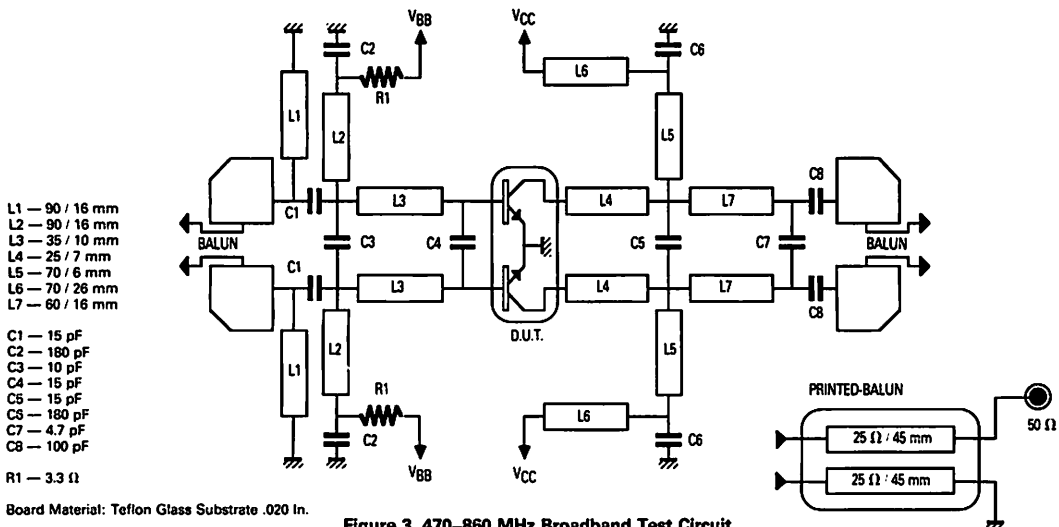 VBB
VCC
C2
C6
R1
L6
L1
L2
L5
C8
L3
L4
L7
C1
BALUN
C3
C4
C5
C7
BALUN
C1
L3
L4
L7
C8
L1
L2
D.U.T.
L5
R1
L6
C2
VBB
VCC
C6
L1 — 90 / 16 mm
L2 — 90 / 16 mm
L3 — 35 / 10 mm
L4 — 25 / 7 mm
L5 — 70 / 6 mm
L6 — 70 / 26 mm
L7 — 60 / 16 mm
C1 — 15 pF
C2 — 180 pF
C3 — 10 pF
C4 — 15 pF
C5 — 15 pF
CS — 180 pF
C7 — 4.7 pF
C8 — 100 pF
R1 — 3.3 Ω
Board Material: Teflon Glass Substrate .020 In.
PRINTED-BALUN
25 Ω / 45 mm
25 Ω / 45 mm
50 Ω
Figure 3. 470–860 MHz Broadband Test Circuit